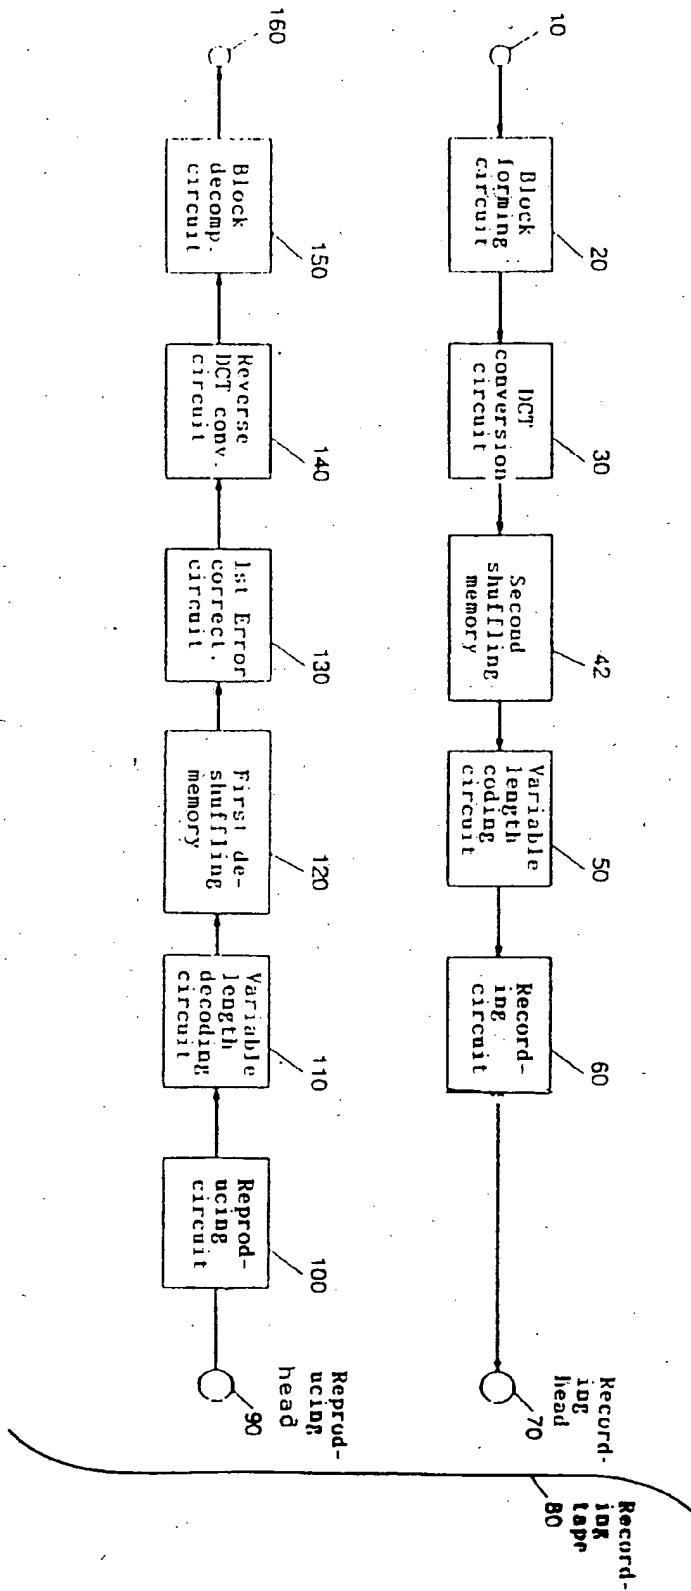 10
Block
forming
circuit
20
DCT
conversion
circuit
30
Second
shuffling
memory
42
Variable
length
coding
circuit
50
Record-
ing
circuit
60
Record-
ing
head
70
Record-
ing
tape
80
160
Block
decomp.
circuit
150
Reverse
DCT conv.
circuit
140
1st Error
correct.
circuit
130
First de-
shuffling
memory
120
Variable
length
decoding
circuit
110
Reprod-
ucing
circuit
100
Reprod-
ucing
head
90